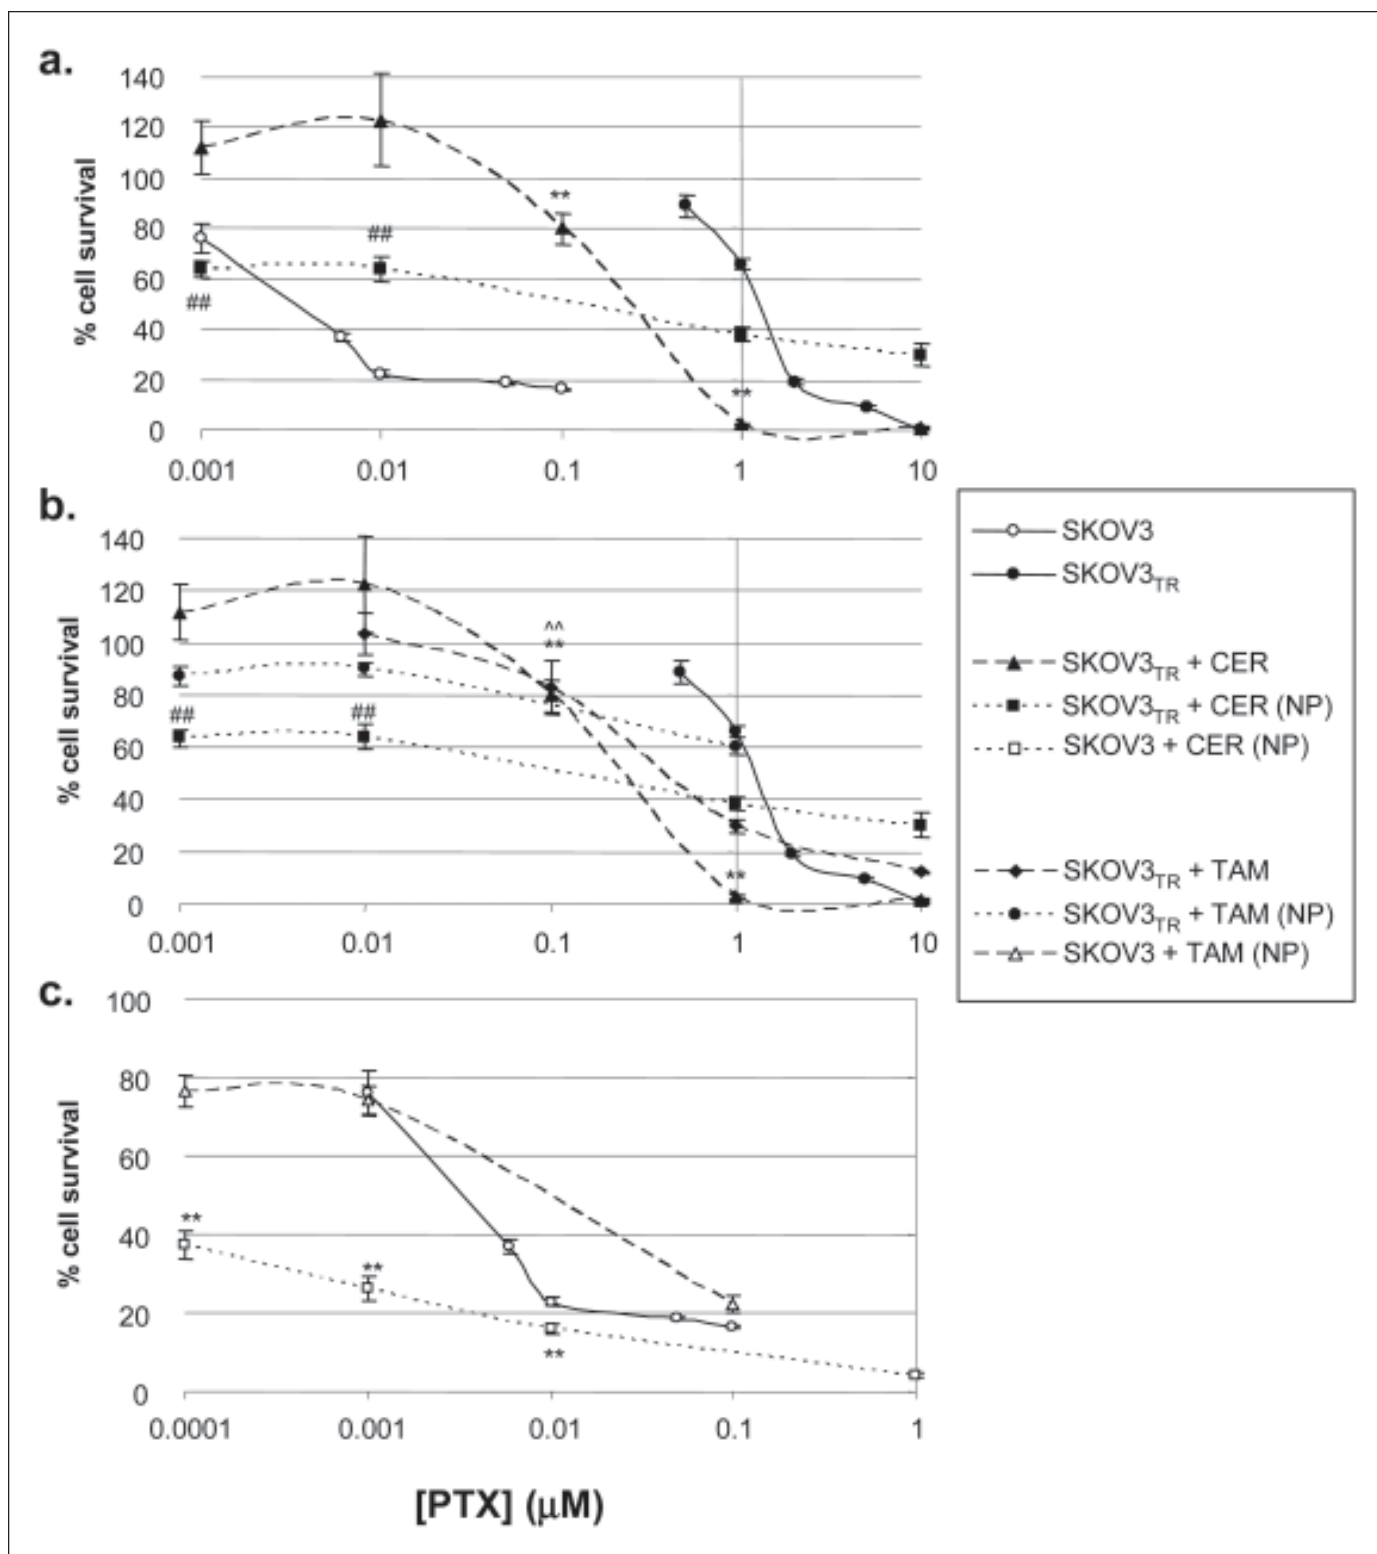 a.
140
120
100
80
60
40
20
0
% cell survival
**
##
##
**
0.001 0.01 0.1 1 10
b.
140
120
100
80
60
40
20
0
% cell survival
^^
**
##
##
**
0.001 0.01 0.1 1 10
SKOV3
SKOV3TR
SKOV3TR + CER
SKOV3TR + CER (NP)
SKOV3 + CER (NP)
SKOV3TR + TAM
SKOV3TR + TAM (NP)
SKOV3 + TAM (NP)
c.
100
80
60
40
20
0
% cell survival
**
**
**
0.0001 0.001 0.01 0.1 1
[PTX] (μM)